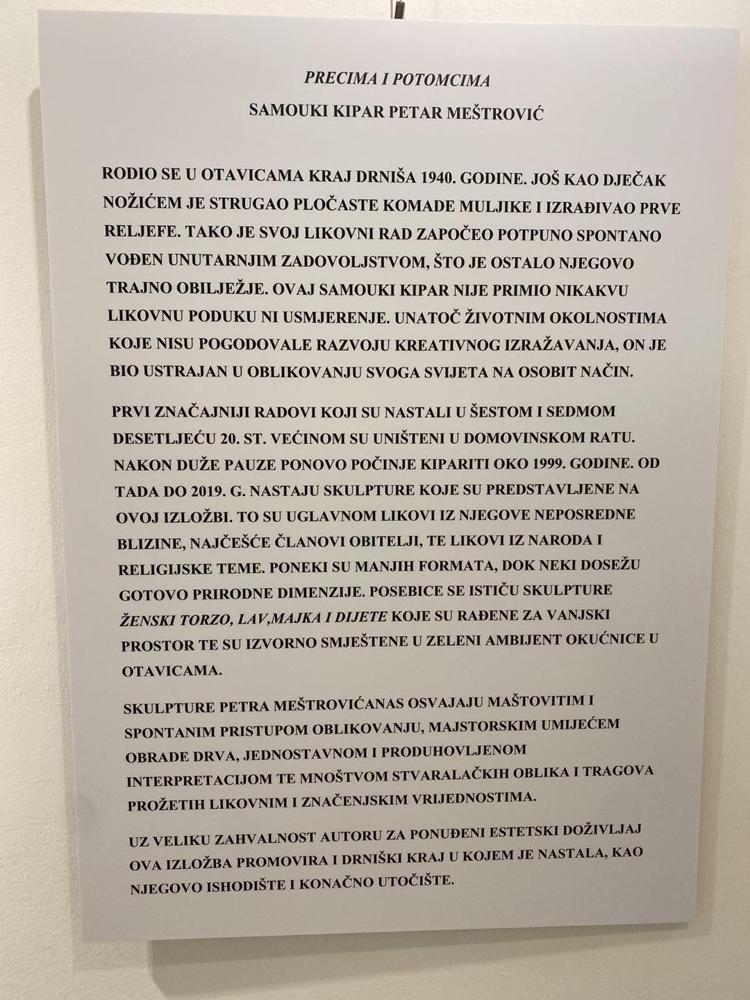 PRECIMA I POTOMCIMA
SAMOUKI KIPAR PETAR MEŠTROVIĆ
RODIO SE U OTAVICAMA KRAJ DRNIŠA 1940. GODINE. JOŠ KAO DJEČAK
NOŽIĆEM JE STRUGAO PLOČASTE KOMADE MULJIKE I IZRAĐIVAO PRVE
RELJEFE. TAKO JE SVOJ LIKOVNI RAD ZAPOČEO POTPUNO SPONTANO
VOĐEN UNUTARNJIM ZADOVOLJSTVOM, ŠTO JE OSTALO NJEGOVO
TRAJNO OBILJEŽJE. OVAJ SAMOUKI KIPAR NIJE PRIMIO NIKAKVU
LIKOVNU PODUKU NI USMJERENJE. UNATOČ ŽIVOTNIM OKOLNOSTIMA
KOJE NISU POGODOVALE RAZVOJU KREATIVNOG IZRAŽAVANJA, ON JE
BIO USTRAJAN U OBLIKOVANJU SVOGA SVIJETA NA OSOBIT NAČIN.
PRVI ZNAČAJNIJI RADOVI KOJI SU NASTALI U ŠESTOM I SEDMOM
DESETLJEĆU 20. ST. VEĆINOM SU UNIŠTENI U DOMOVINSKOM RATU.
NAKON DUŽE PAUZE PONOVO POČINJE KIPARITI OKO 1999. GODINE. OD
TADA DO 2019. G. NASTAJU SKULPTURE KOJE SU PREDSTAVLJENE NA
OVOJ IZLOŽBI. TO SU UGLAVNOM LIKOVI IZ NJEGOVE NEPOSREDNE
BLIZINE, NAJČEŠĆE ČLANOVI OBITELJI, TE LIKOVI IZ NARODA I
RELIGIJSKE TEME. PONEKI SU MANJIH FORMATA, DOK NEKI DOSEŽU
GOTOVO PRIRODNE DIMENZIJE. POSEBICE SE ISTIČU SKULPTURE
ŽENSKI TORZO, LAV,MAJKA I DIJETE KOJE SU RAĐENE ZA VANJSKI
PROSTOR TE SU IZVORNO SMJEŠTENE U ZELENI AMBIJENT OKUĆNICE U
OTAVICAMA.
SKULPTURE PETRA MEŠTROVIĆANAS OSVAJAJU MAŠTOVITIM I
SPONTANIM PRISTUPOM OBLIKOVANJU, MAJSTORSKIM UMIJEĆEM
OBRADE DRVA, JEDNOSTAVNOM I PRODUHOVLJENOM
INTERPRETACIJOM TE MNOŠTVOM STVARALAČKIH OBLIKA I TRAGOVA
PROŽETIH LIKOVNIM I ZNAČENJSKIM VRIJEDNOSTIMA.
UZ VELIKU ZAHVALNOST AUTORU ZA PONUĐENI ESTETSKI DOŽIVLJAJ
OVA IZLOŽBA PROMOVIRA I DRNIŠKI KRAJ U KOJEM JE NASTALA, KAO
NJEGOVO ISHODIŠTE I KONAČNO UTOČIŠTE.